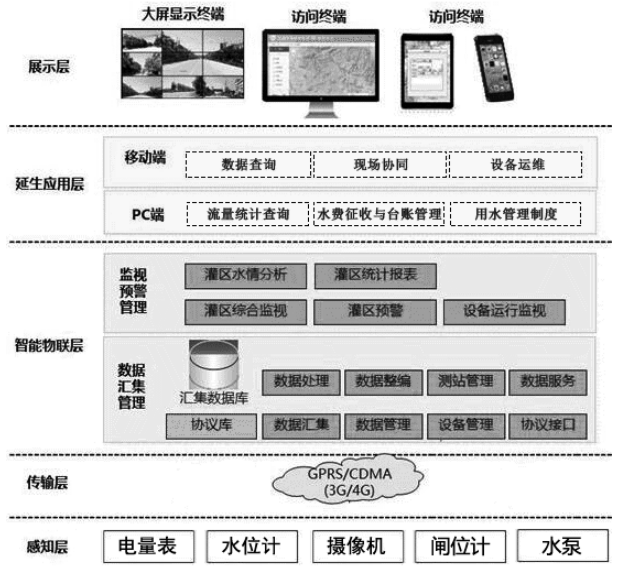 大屏显示终端 访问终端 访问终端
展示层
延生应用层
移动端 数据查询 现场协同 设备运维
PC端 流量统计查询 水费征收与台账管理 用水管理制度
智能物联层
监视
预警
管理
灌区水情分析 灌区统计报表
灌区综合监视 灌区预警 设备运行监视
数据
汇集
管理
汇集数据库 数据处理 数据整编 测站管理 数据服务
协议库 数据汇集 数据管理 设备管理 协议接口
传输层
GPRS/CDMA
(3G/4G)
感知层 电量表 水位计 摄像机 闸位计 水泵